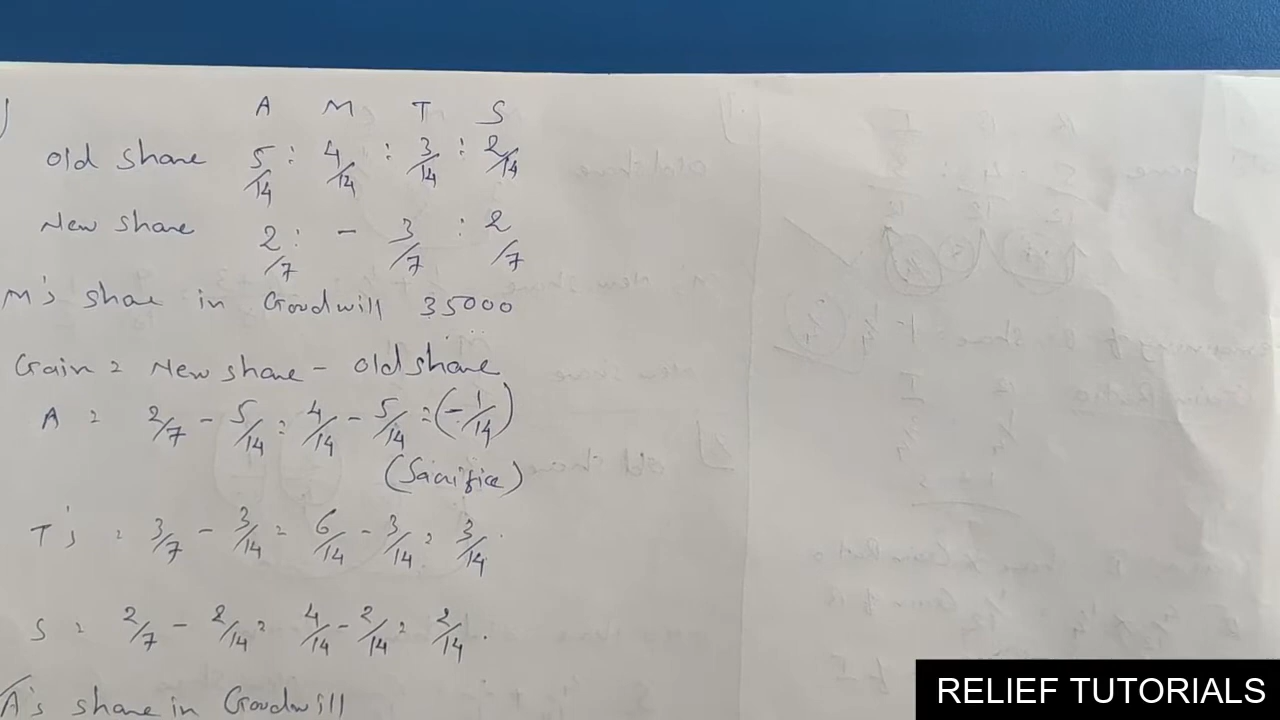 A M T S
Old share 5/14 : 4/14 : 3/14 : 2/14
New share 2/7 : - 3/7 : 2/7
M's share in Goodwill 35000
Gain = New share - old share
A = 2/7 - 5/14 = 4/14 - 5/14 = (-1/14)
(Sacrifice)
T's = 3/7 - 3/14 = 6/14 - 3/14 = 3/14.
S = 2/7 - 2/14 = 4/14 - 2/14 = 2/14.
A's share in Goodwill
RELIEF TUTORIALS